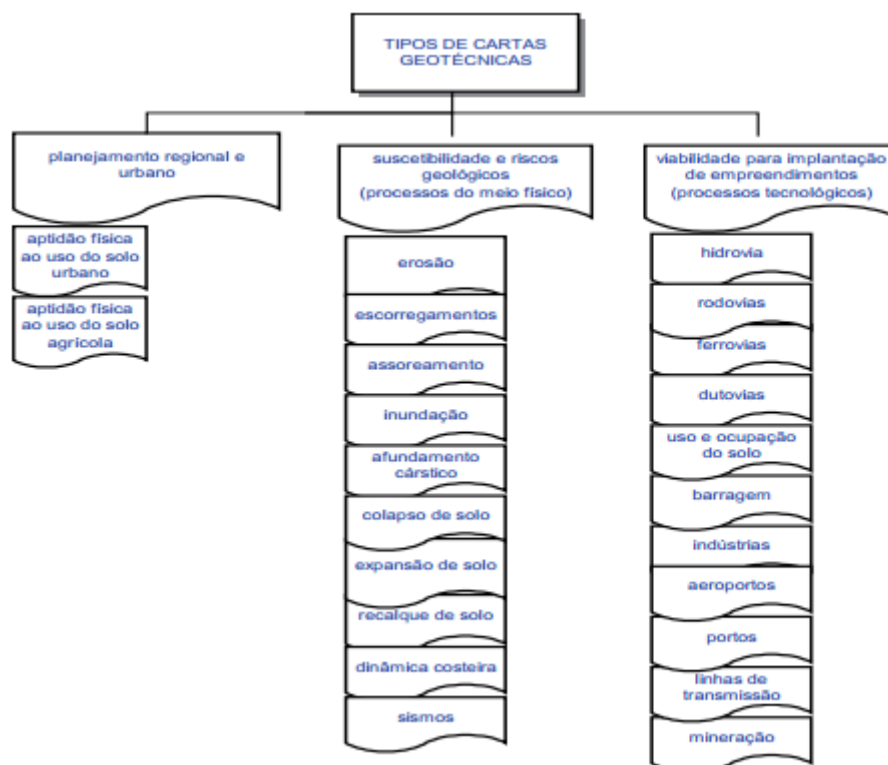 TIPOS DE CARTAS
GEOTÉCNICAS
planejamento regional e
urbano
aptidão física
ao uso do solo
urbano
aptidão física
ao uso do solo
agrícola
suscetibilidade e riscos
geológicos
(processos do meio físico)
erosão
escorregamentos
assoreamento
inundação
afundamento
cárstico
colapso de solo
expansão de solo
recalque de solo
dinâmica costeira
sismos
viabilidade para implantação
de empreendimentos
(processos tecnológicos)
hidrovia
rodovias
ferrovias
dutovias
uso e ocupação
do solo
barragem
indústrias
aeroportos
portos
linhas de
transmissão
mineração